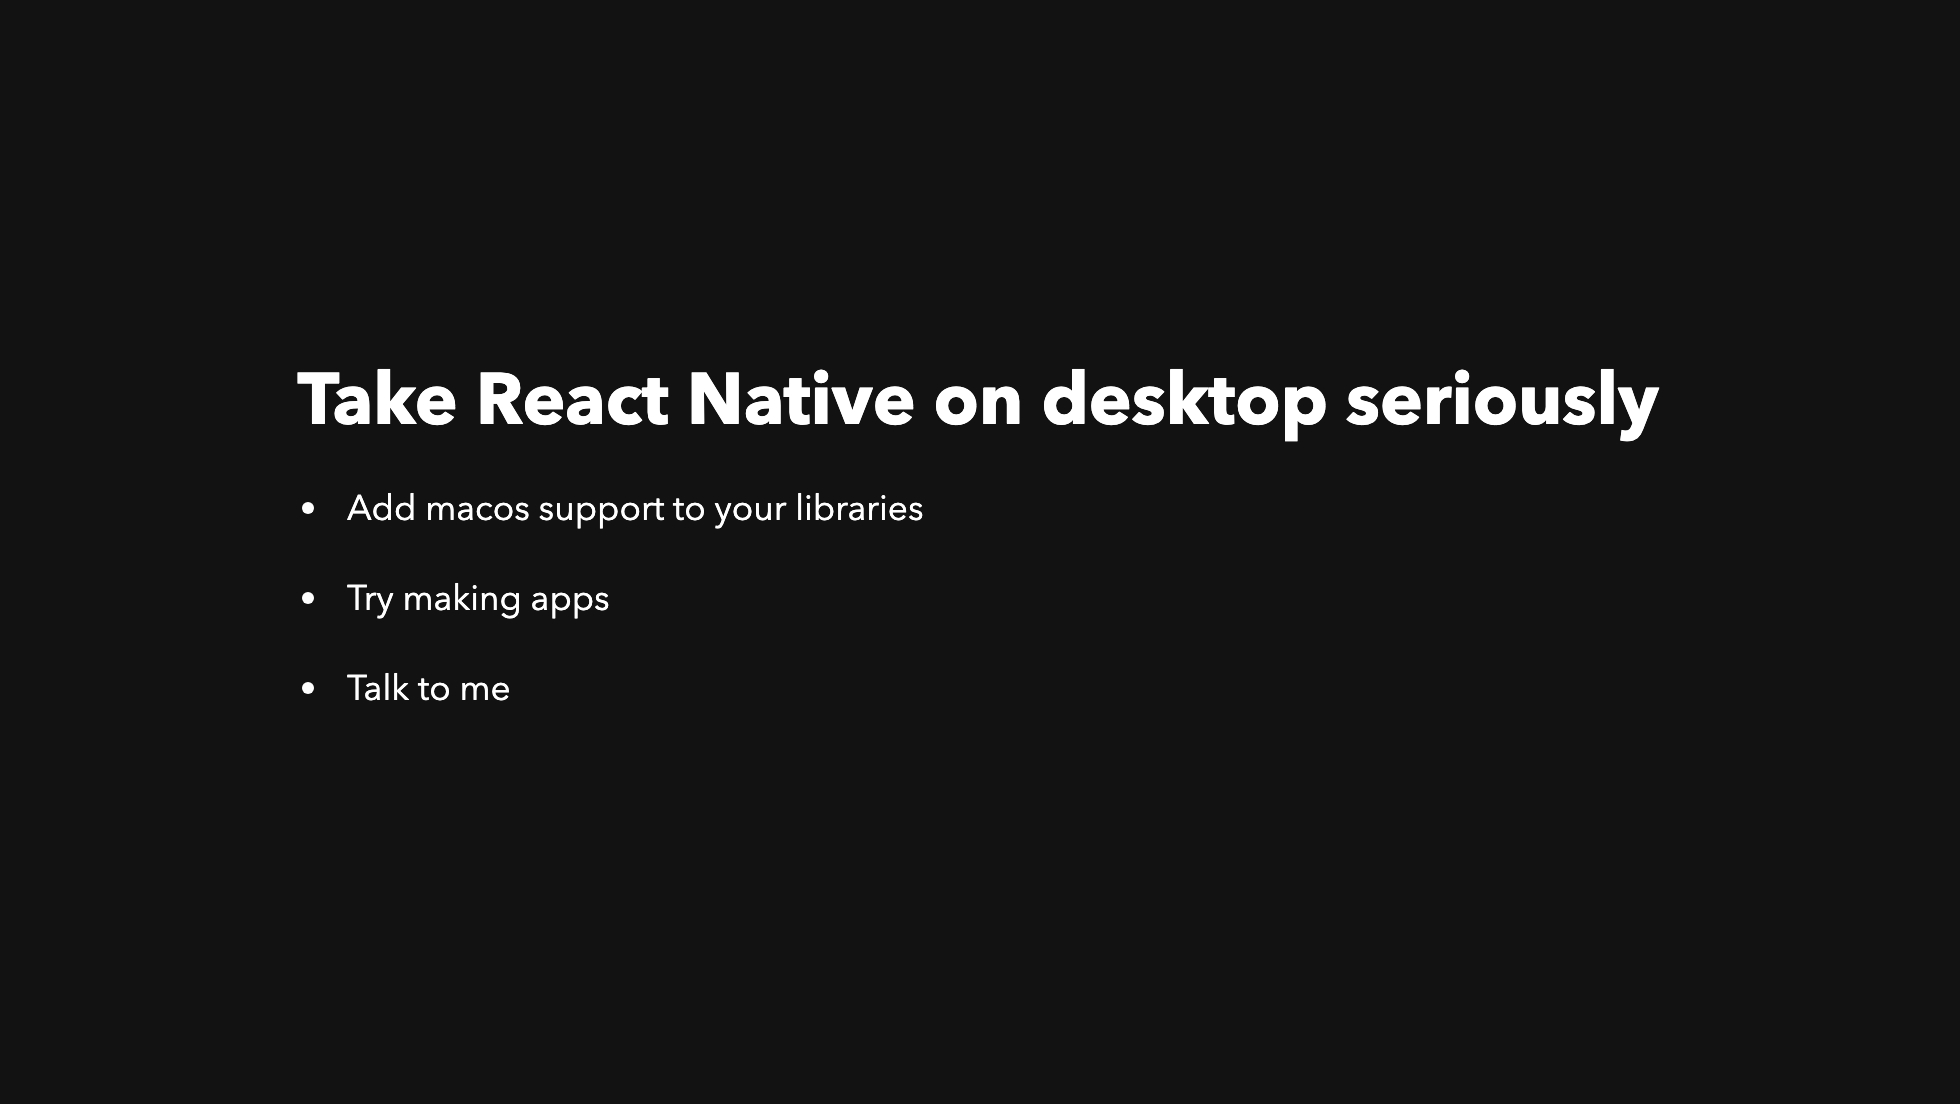 Take React Native on desktop seriously
• Add macos support to your libraries
• Try making apps
• Talk to me